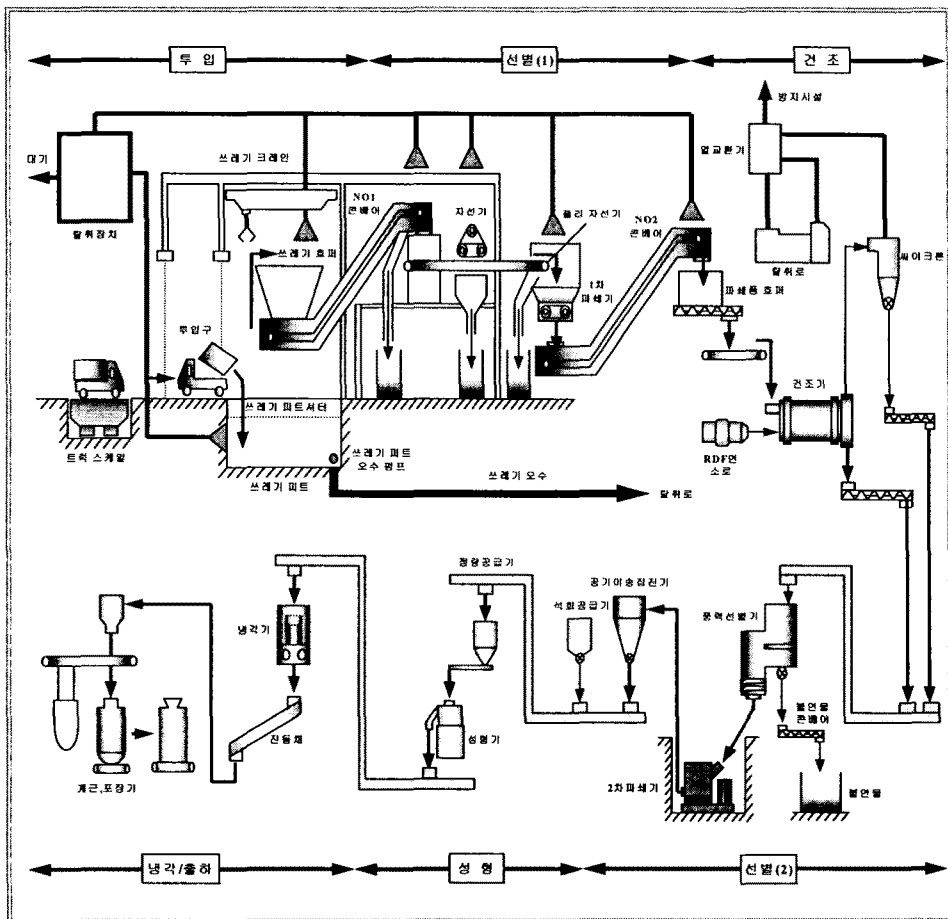 투 입
선별(1)
건 조
방지시설
대기
쓰레기 크레인
열교환기
NO1
콘베어
자선기
풀리 자선기
NO2
콘베어
탈취장치
쓰레기 호퍼
탈취로
싸이크론
1차
파쇄기
파쇄품 호퍼
투입구
건조기
쓰레기 피트셔터
트럭 스케일
쓰레기 피트
오수 펌프
쓰레기 오수
RDF연
소로
쓰레기 피트
탈취로
정량공급기
공기이송집진기
석회공급기
풍력선별기
냉각기
불연물
콘베어
진동체
성형기
계근,포장기
2차파쇄기
불연물
냉각/출하
성 형
선별(2)